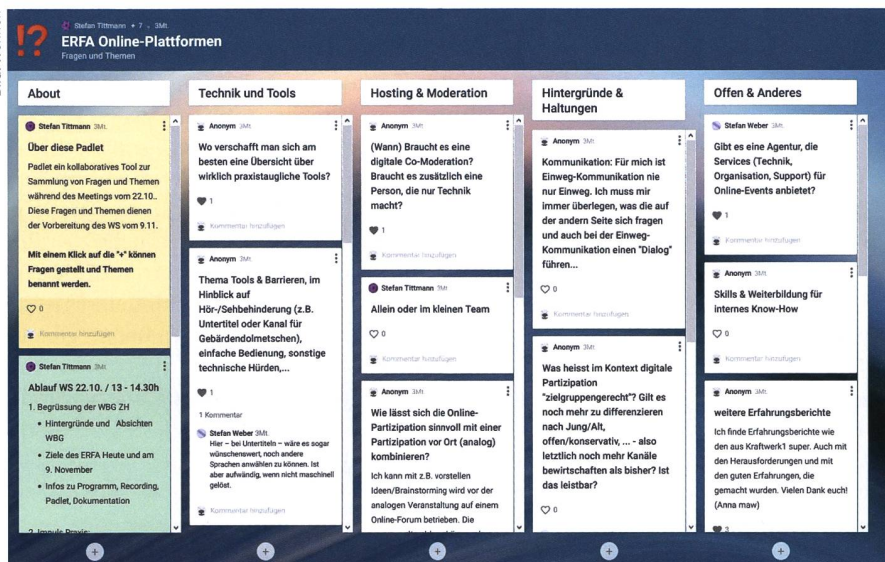 !?
Stefan Tittmann + 7 . 3Mt.
ERFA Online-Plattformen
Fragen und Themen
About
Stefan Tittmann 3Mt.
Über diese Padlet
Padlet ein kollaboratives Tool zur
Sammlung von Fragen und Themen
während des Meetings vom 22.10..
Diese Fragen und Themen dienen
der Vorbereitung des WS vom 9.11.
Mit einem Klick auf die "+" können
Fragen gestellt und Themen
benannt werden.
0
Kommentar hinzufügen
Stefan Tittmann 3Mt.
Ablauf WS 22.10. / 13 - 14.30h
1. Begrüssung der WBG ZH
• Hintergründe und Absichten
WBG
• Ziele des ERFA Heute und am
9. November
• Infos zu Programm, Recording,
Padlet, Dokumentation
2. Impuls Praxis:
Technik und Tools
Anonym 3Mt.
Wo verschafft man sich am
besten eine Übersicht über
wirklich praxistaugliche Tools?
1
Kommentar hinzufügen
Anonym 3Mt.
Thema Tools & Barrieren, im
Hinblick auf
Hör-/Sehbehinderung (z.B.
Untertitel oder Kanal für
Gebärdendolmetschen),
einfache Bedienung, sonstige
technische Hürden,...
1
1 Kommentar
Stefan Weber 3Mt.
Hier – bei Untertiteln – wäre es sogar
wünschenswert, noch andere
Sprachen anwählen zu können. Ist
aber aufwändig, wenn nicht maschinell
gelöst.
Kommentar hinzufügen
Hosting & Moderation
Anonym 3Mt.
(Wann) Braucht es eine
digitale Co-Moderation?
Braucht es zusätzlich eine
Person, die nur Technik
macht?
1
Kommentar hinzufügen
Stefan Tittmann 3Mt.
Allein oder im kleinen Team
0
Kommentar hinzufügen
Anonym 3Mt.
Wie lässt sich die Online-
Partizipation sinnvoll mit einer
Partizipation vor Ort (analog)
kombinieren?
Ich kann mit z.B. vorstellen
Ideen/Brainstorming wird vor der
analogen Veranstaltung auf einem
Online-Forum betrieben. Die
Hintergründe &
Haltungen
Anonym 3Mt.
Kommunikation: Für mich ist
Einweg-Kommunikation nie
nur Einweg. Ich muss mir
immer überlegen, was die auf
der andern Seite sich fragen
und auch bei der Einweg-
Kommunikation einen "Dialog"
führen...
0
Kommentar hinzufügen
Anonym 3Mt.
Was heisst im Kontext digitale
Partizipation
"zielgruppengerecht"? Gilt es
noch mehr zu differenzieren
nach Jung/Alt,
offen/konservativ, ... - also
letztlich noch mehr Kanäle
bewirtschaften als bisher? Ist
das leistbar?
0
Offen & Anderes
Stefan Weber 3Mt.
Gibt es eine Agentur, die
Services (Technik,
Organisation, Support) für
Online-Events anbietet?
1
Kommentar hinzufügen
Anonym 3Mt.
Skills & Weiterbildung für
internes Know-How
0
Kommentar hinzufügen
Anonym 3Mt.
weitere Erfahrungsberichte
Ich finde Erfahrungsberichte wie
den aus Kraftwerk1 super. Auch mit
den Herausforderungen und mit
den guten Erfahrungen, die
gemacht wurden. Vielen Dank euch!
(Anna maw)
3